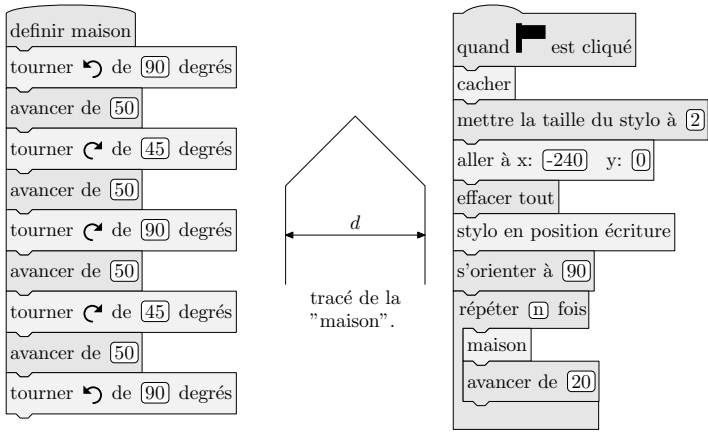 definir maison
tourner ↶ de 90 degrés
avancer de 50
tourner ↷ de 45 degrés
avancer de 50
tourner ↷ de 90 degrés
avancer de 50
tourner ↷ de 45 degrés
avancer de 50
tourner ↶ de 90 degrés
d
tracé de la
"maison".
quand est cliqué
cacher
mettre la taille du stylo à 2
aller à x: -240 y: 0
effacer tout
stylo en position écriture
s'orienter à 90
répéter n fois
maison
avancer de 20